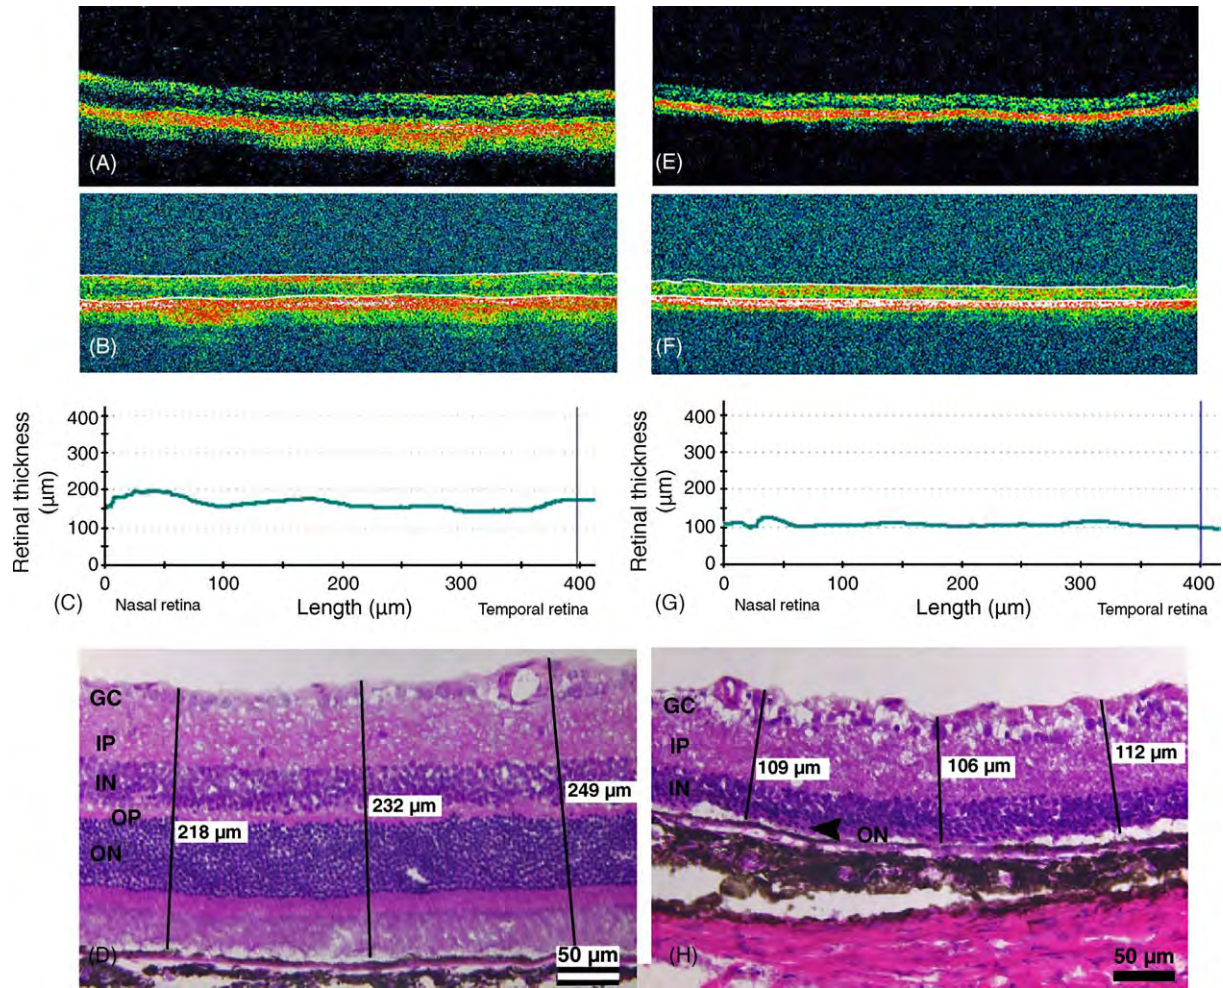 (A)
(E)
(B)
(F)
Retinal thickness
(µm)
400
300
200
100
0
0
100
200
300
400
(C)
Nasal retina
Length (µm)
Temporal retina
Retinal thickness
(µm)
400
300
200
100
0
0
100
200
300
400
(G)
Nasal retina
Length (µm)
Temporal retina
GC
IP
IN
OP
ON
218 µm
232 µm
249 µm
(D)
50 µm
GC
IP
IN
ON
109 µm
106 µm
112 µm
(H)
50 µm